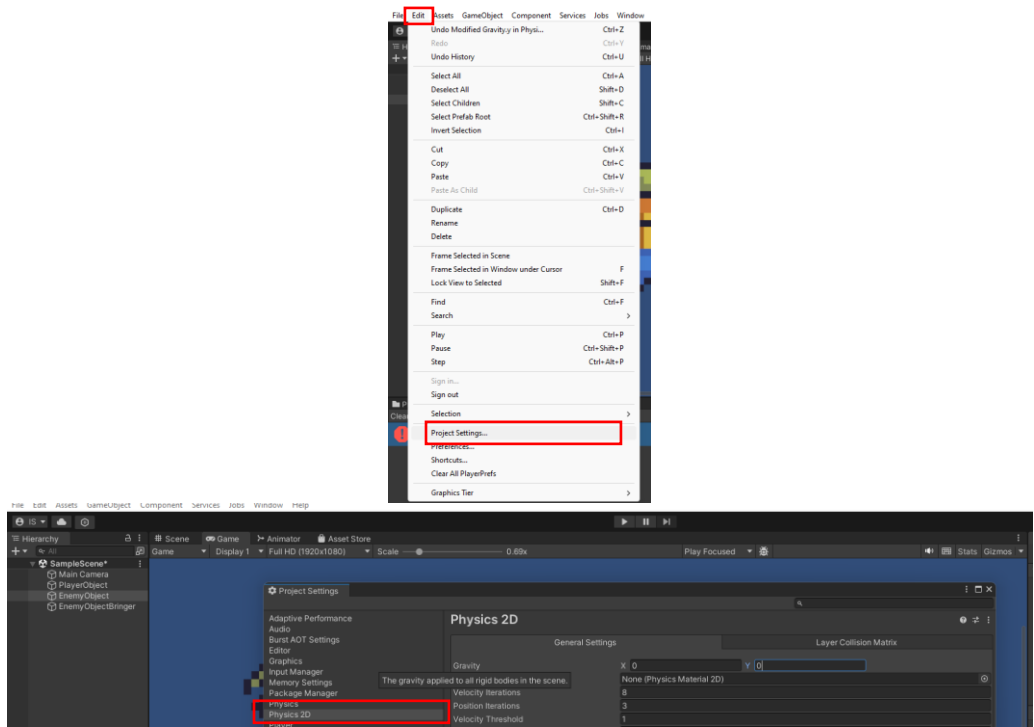 File Edit Assets GameObject Component Services Jobs Window
Undo Modified Gravity.y in Physi... Ctrl+Z
Redo Ctrl+Y
Undo History Ctrl+U
Select All Ctrl+A
Deselect All Shift+D
Select Children Shift+C
Select Prefab Root Ctrl+Shift+R
Invert Selection Ctrl+I
Cut Ctrl+X
Copy Ctrl+C
Paste Ctrl+V
Paste As Child Ctrl+Shift+V
Duplicate Ctrl+D
Rename
Delete
Frame Selected in Scene
Frame Selected in Window under Cursor F
Lock View to Selected Shift+F
Find Ctrl+F
Search
Play Ctrl+P
Pause Ctrl+Shift+P
Step Ctrl+Alt+P
Sign in...
Sign out
Selection
Project Settings...
Preferences...
Shortcuts...
Clear All PlayerPrefs
Graphics Tier
File Edit Assets GameObject Component Services Jobs Window Help
IS
Hierarchy Scene Game Animator Asset Store
All Game Display 1 Full HD (1920x1080) Scale 0.69x Play Focused Stats Gizmos
SampleScene*
Main Camera
PlayerObject
EnemyObject
EnemyObjectBringer
Project Settings
Adaptive Performance
Audio
Burst AOT Settings
Editor
Graphics
Input Manager
Memory Settings
Package Manager
Physics
Physics 2D
Player
Physics 2D
General Settings Layer Collision Matrix
Gravity X 0 Y 0
The gravity applied to all rigid bodies in the scene.
None (Physics Material 2D)
Velocity Iterations 8
Position Iterations 3
Velocity Threshold 1